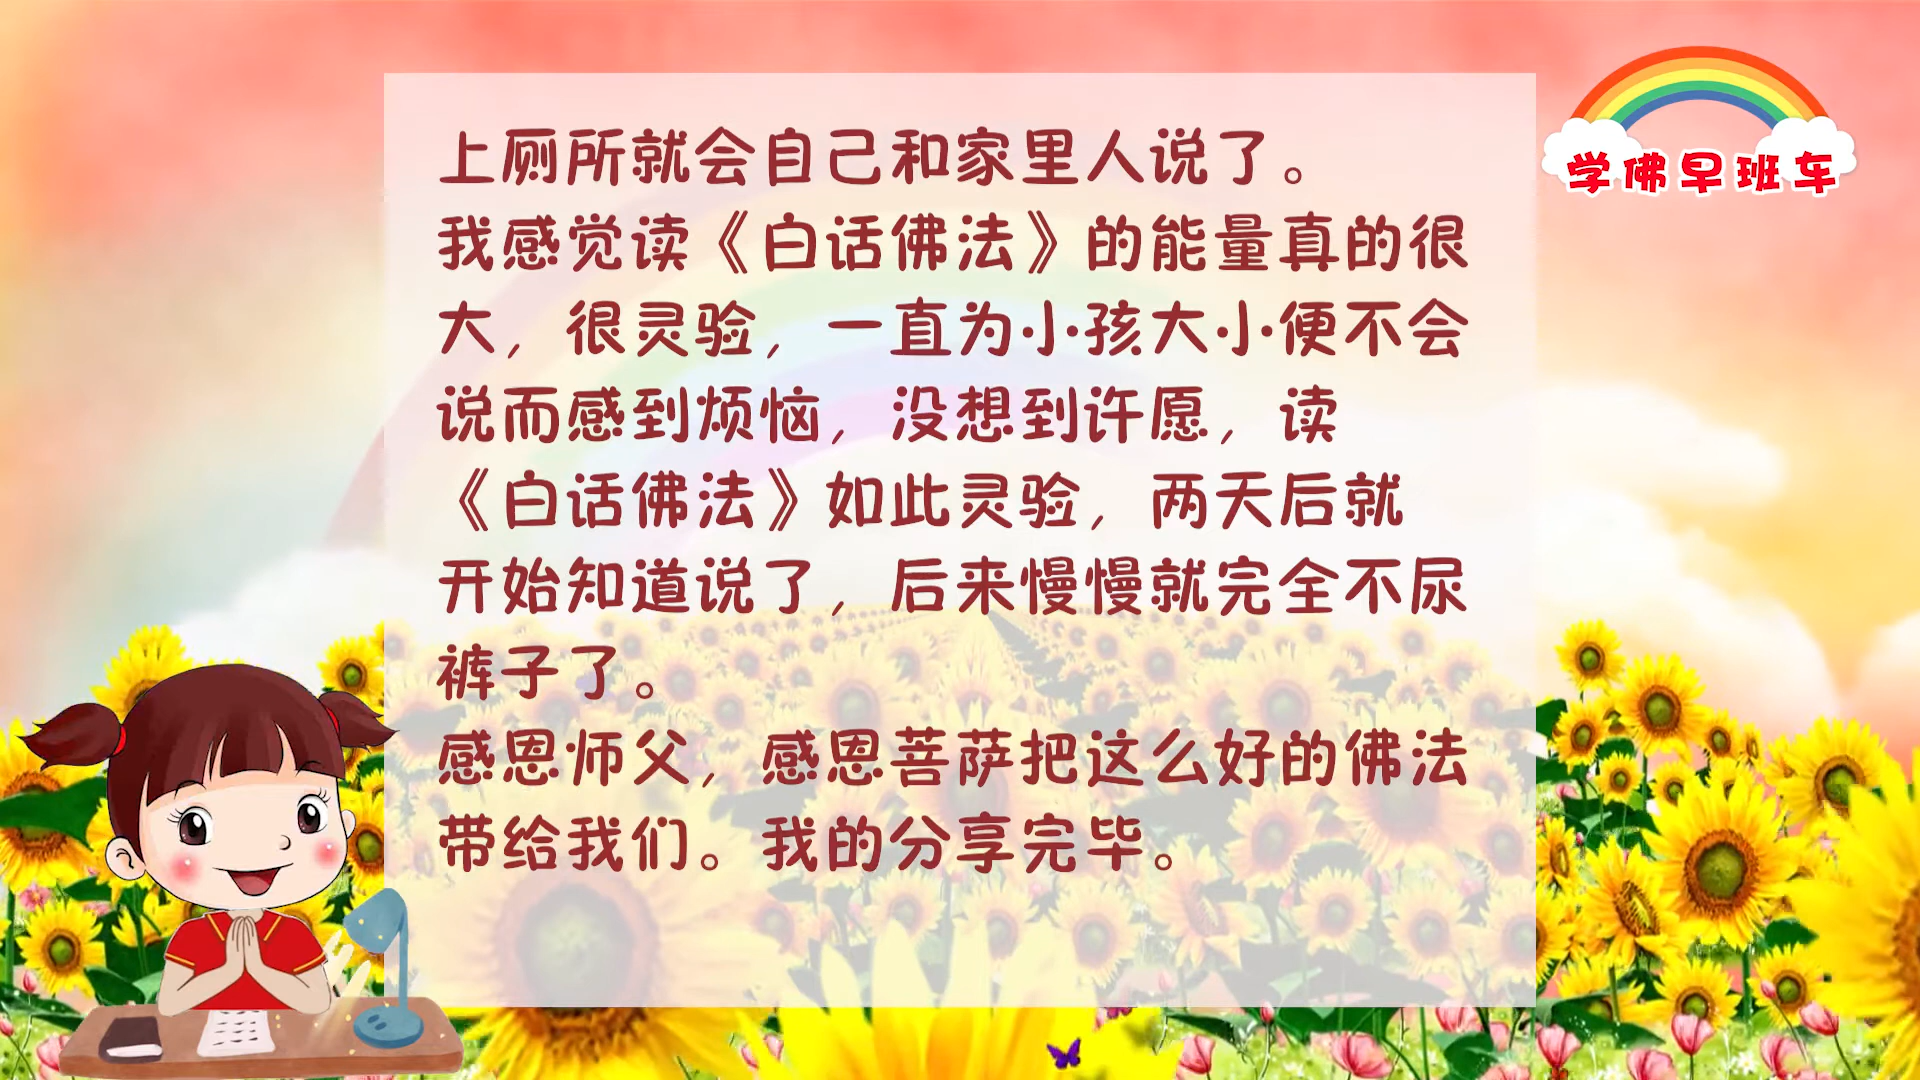 学佛早班车
上厕所就会自己和家里人说了。
我感觉读《白话佛法》的能量真的很
大，很灵验，一直为小孩大小便不会
说而感到烦恼，没想到许愿，读
《白话佛法》如此灵验，两天后就
开始知道说了，后来慢慢就完全不尿
裤子了。
感恩师父，感恩菩萨把这么好的佛法
带给我们。我的分享完毕。